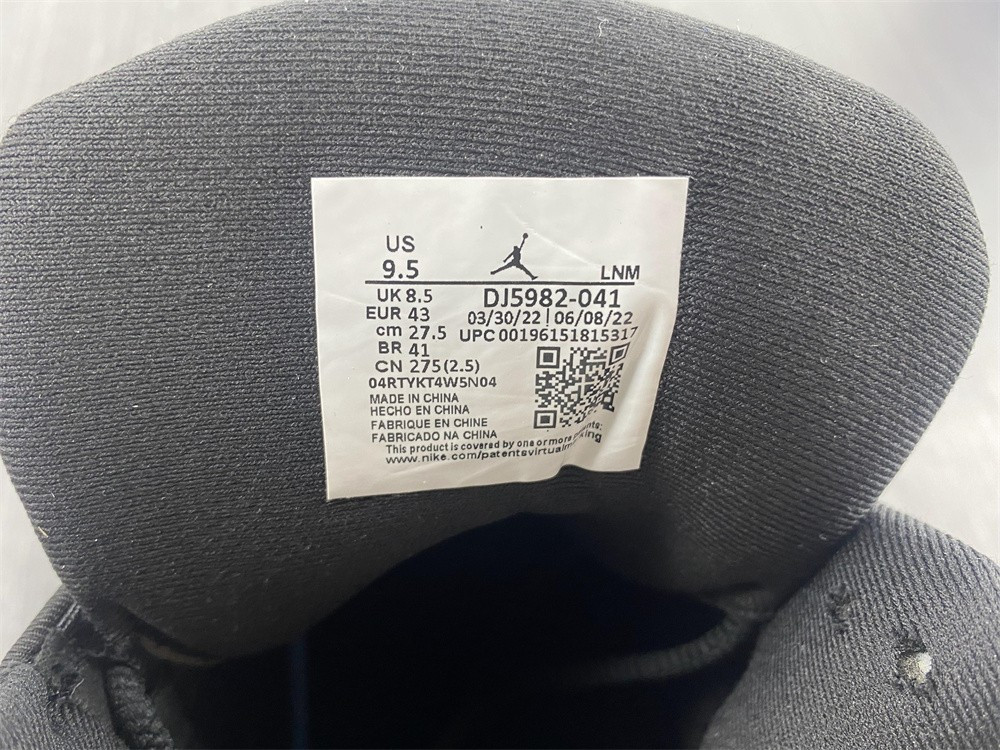 US
9.5
LNM
UK 8.5
DJ5982-041
EUR 43
03/30/22 | 06/08/22
cm 27.5
UPC 00196151815317
BR 41
CN 275(2.5)
04RTYKT4W5N04
MADE IN CHINA
HECHO EN CHINA
FABRIQUE EN CHINE
FABRICADO NA CHINA
This product is covered by one or more
www.nike.com/patentsvirtual